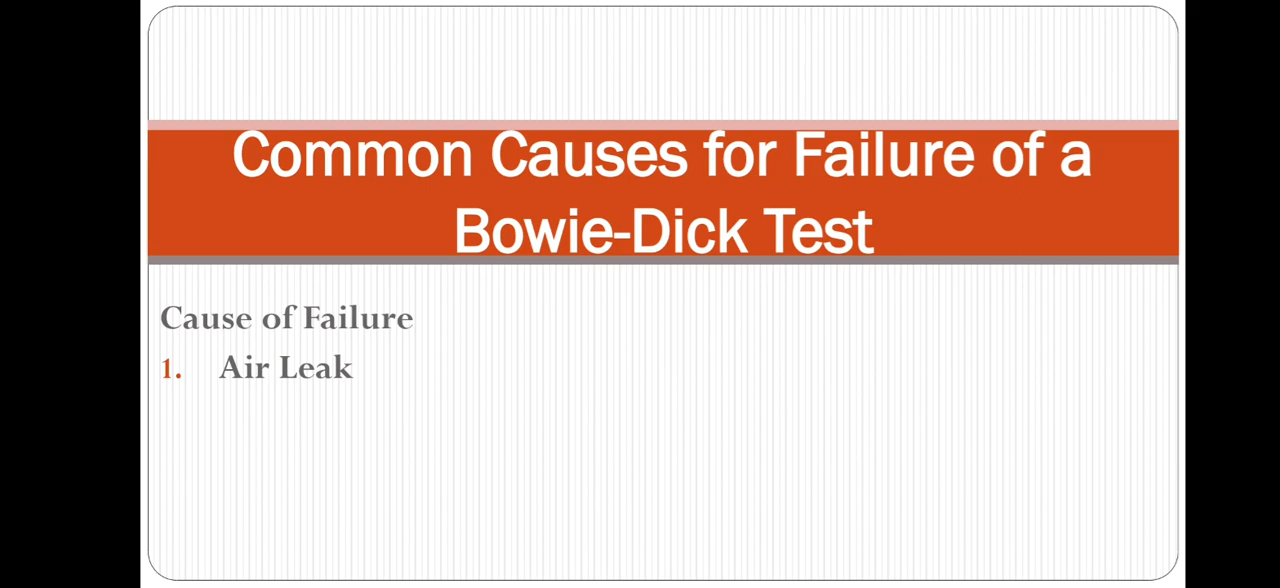 Common Causes for Failure of a
Bowie-Dick Test
Cause of Failure
1. Air Leak